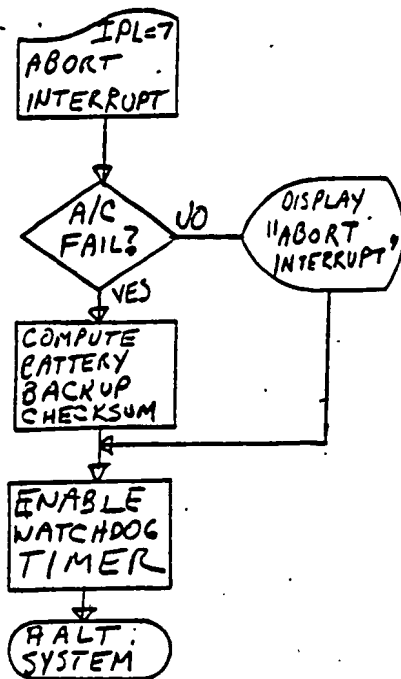 IPL=7
ABORT
INTERRUPT
A/C
FAIL?
NO
DISPLAY
"ABORT
INTERRUPT"
YES
COMPUTE
BATTERY
BACKUP
CHECKSUM
ENABLE
WATCHDOG
TIMER
HALT
SYSTEM